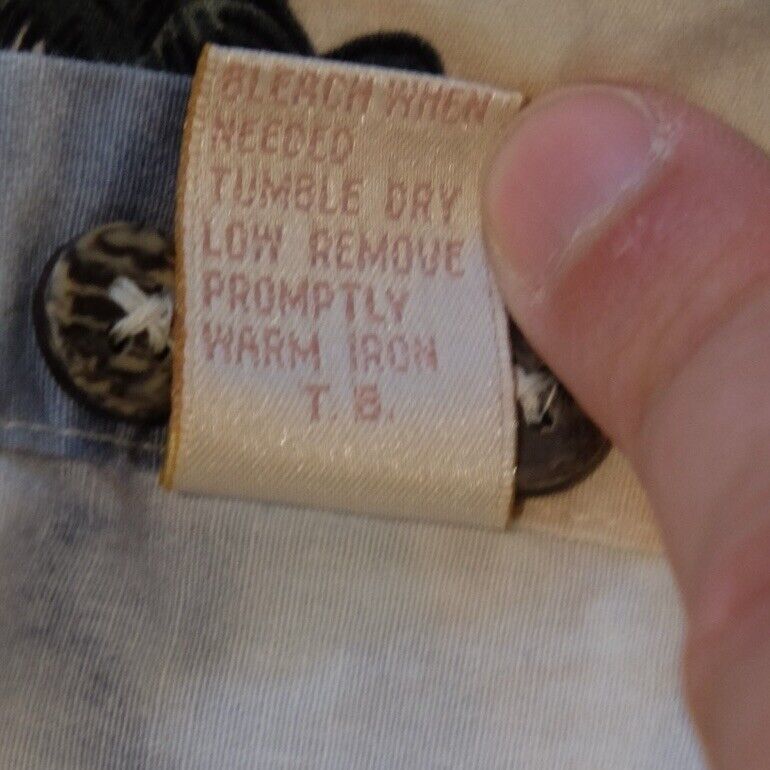 BLEACH WHEN
NEEDED
TUMBLE DRY
LOW REMOVE
PROMPTLY
WARM IRON
T. B.